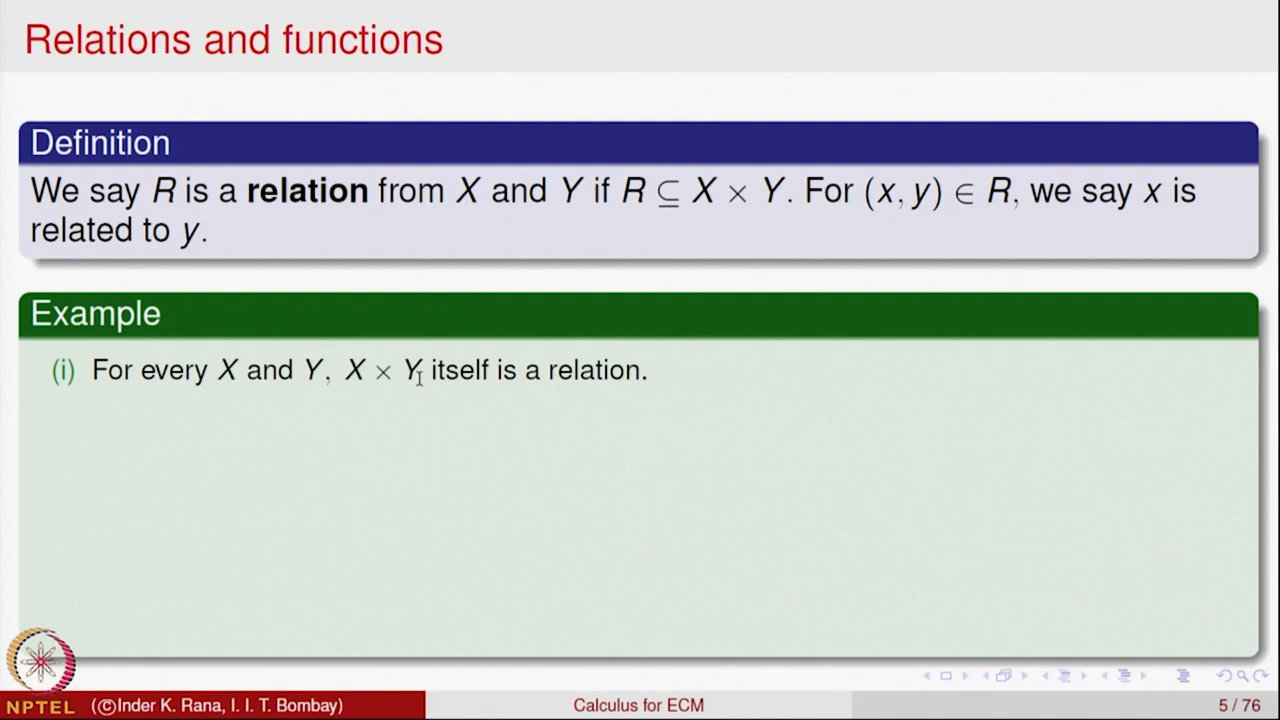 Relations and functions
Definition
We say R is a relation from X and Y if R ⊆ X × Y. For (x, y) ∈ R, we say x is
related to y.
Example
(i) For every X and Y, X × Y itself is a relation.
NPTEL (©Inder K. Rana, I. I. T. Bombay) Calculus for ECM 5 / 76